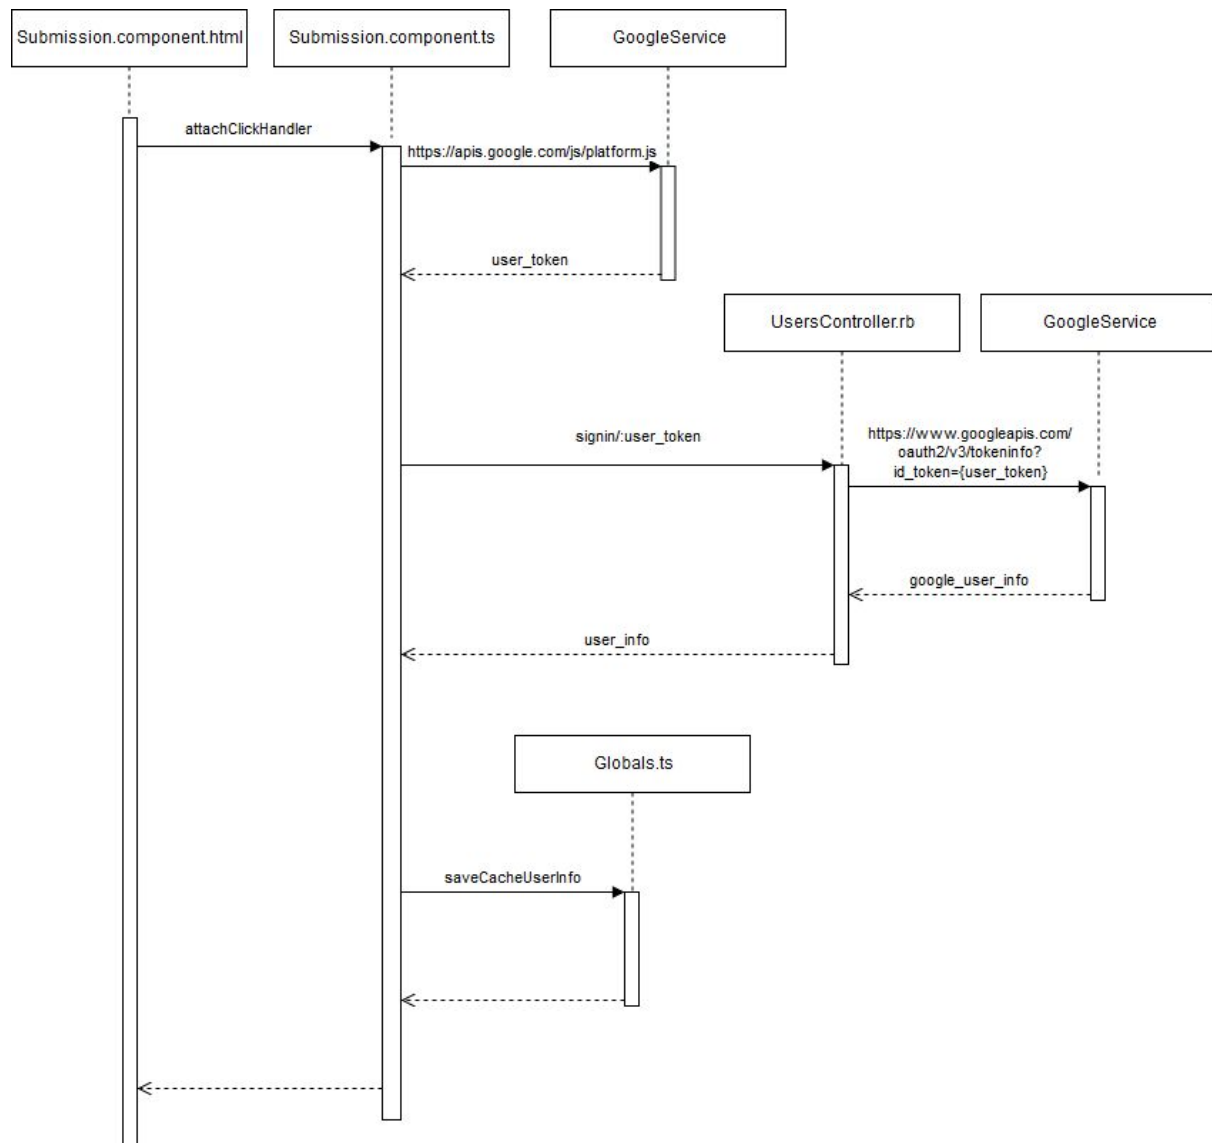 Submission.component.html
Submission.component.ts
GoogleService
attachClickHandler
https://apis.google.com/js/platform.js
user_token
UsersController.rb
GoogleService
signin/:user_token
https://www.googleapis.com/
oauth2/v3/tokeninfo?
id_token={user_token}
google_user_info
user_info
Globals.ts
saveCacheUserInfo